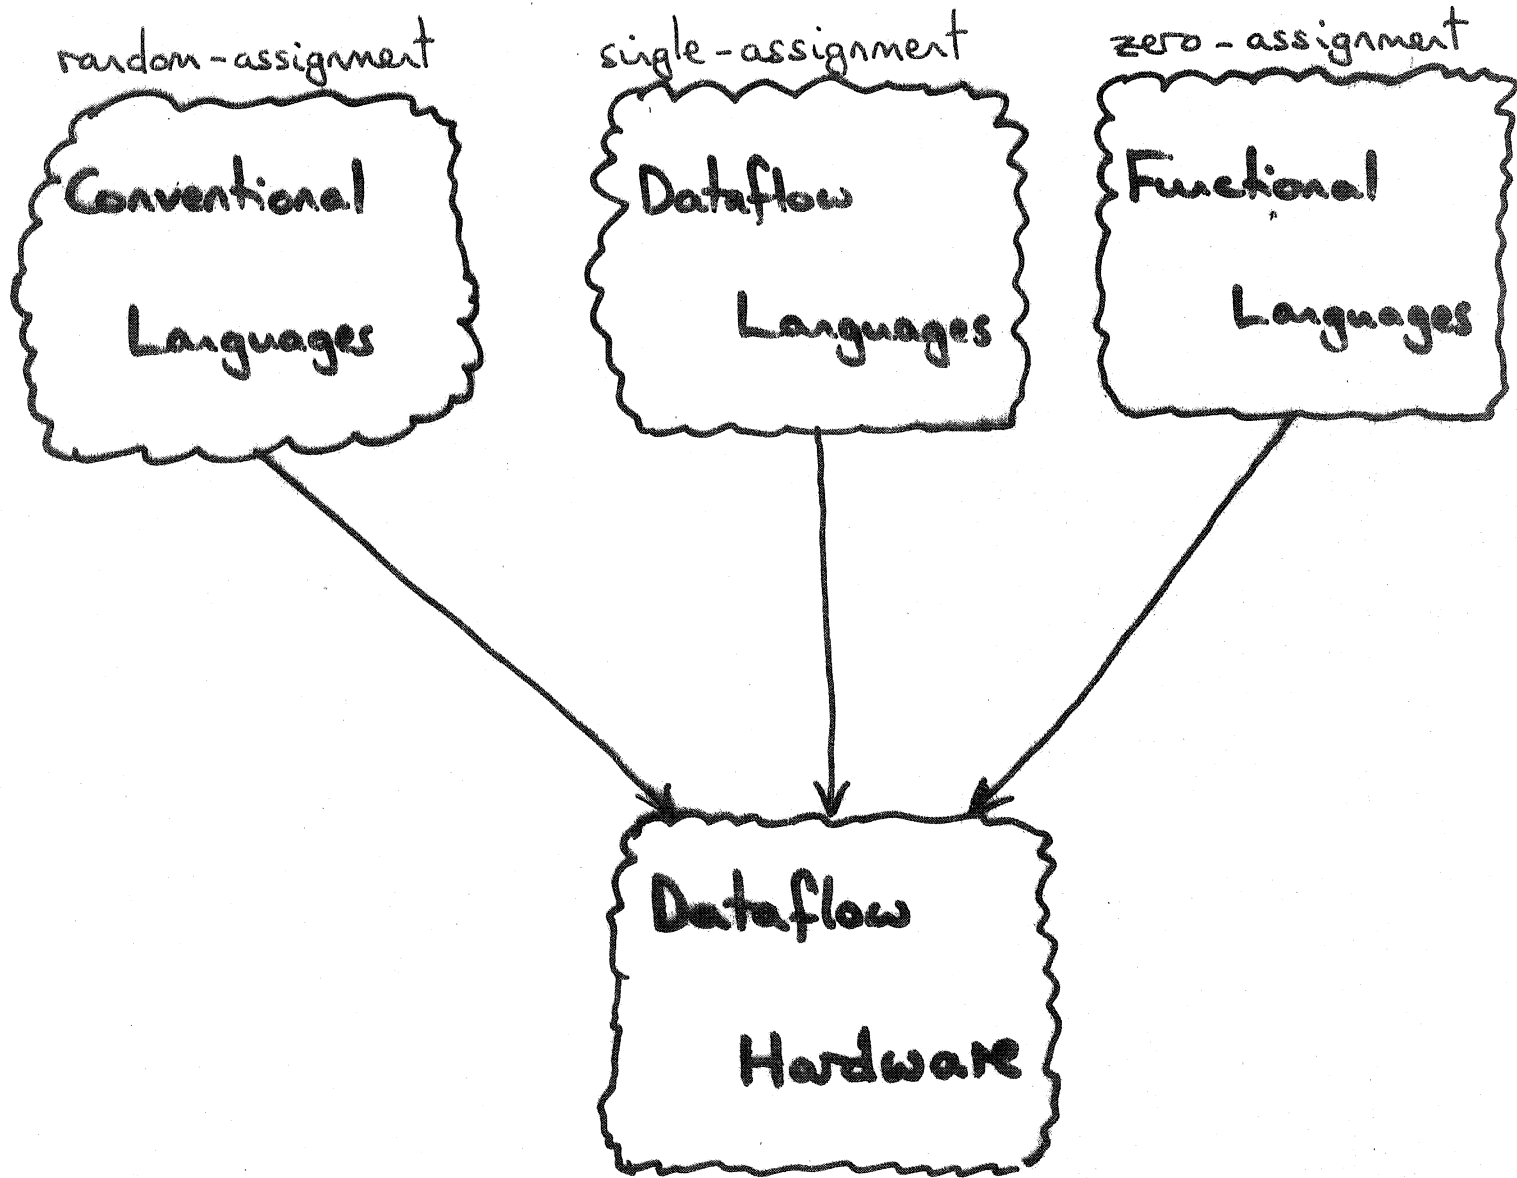 random-assignment
Conventional
Languages
single-assignment
Dataflow
Languages
zero-assignment
Functional
Languages
Dataflow
Hardware